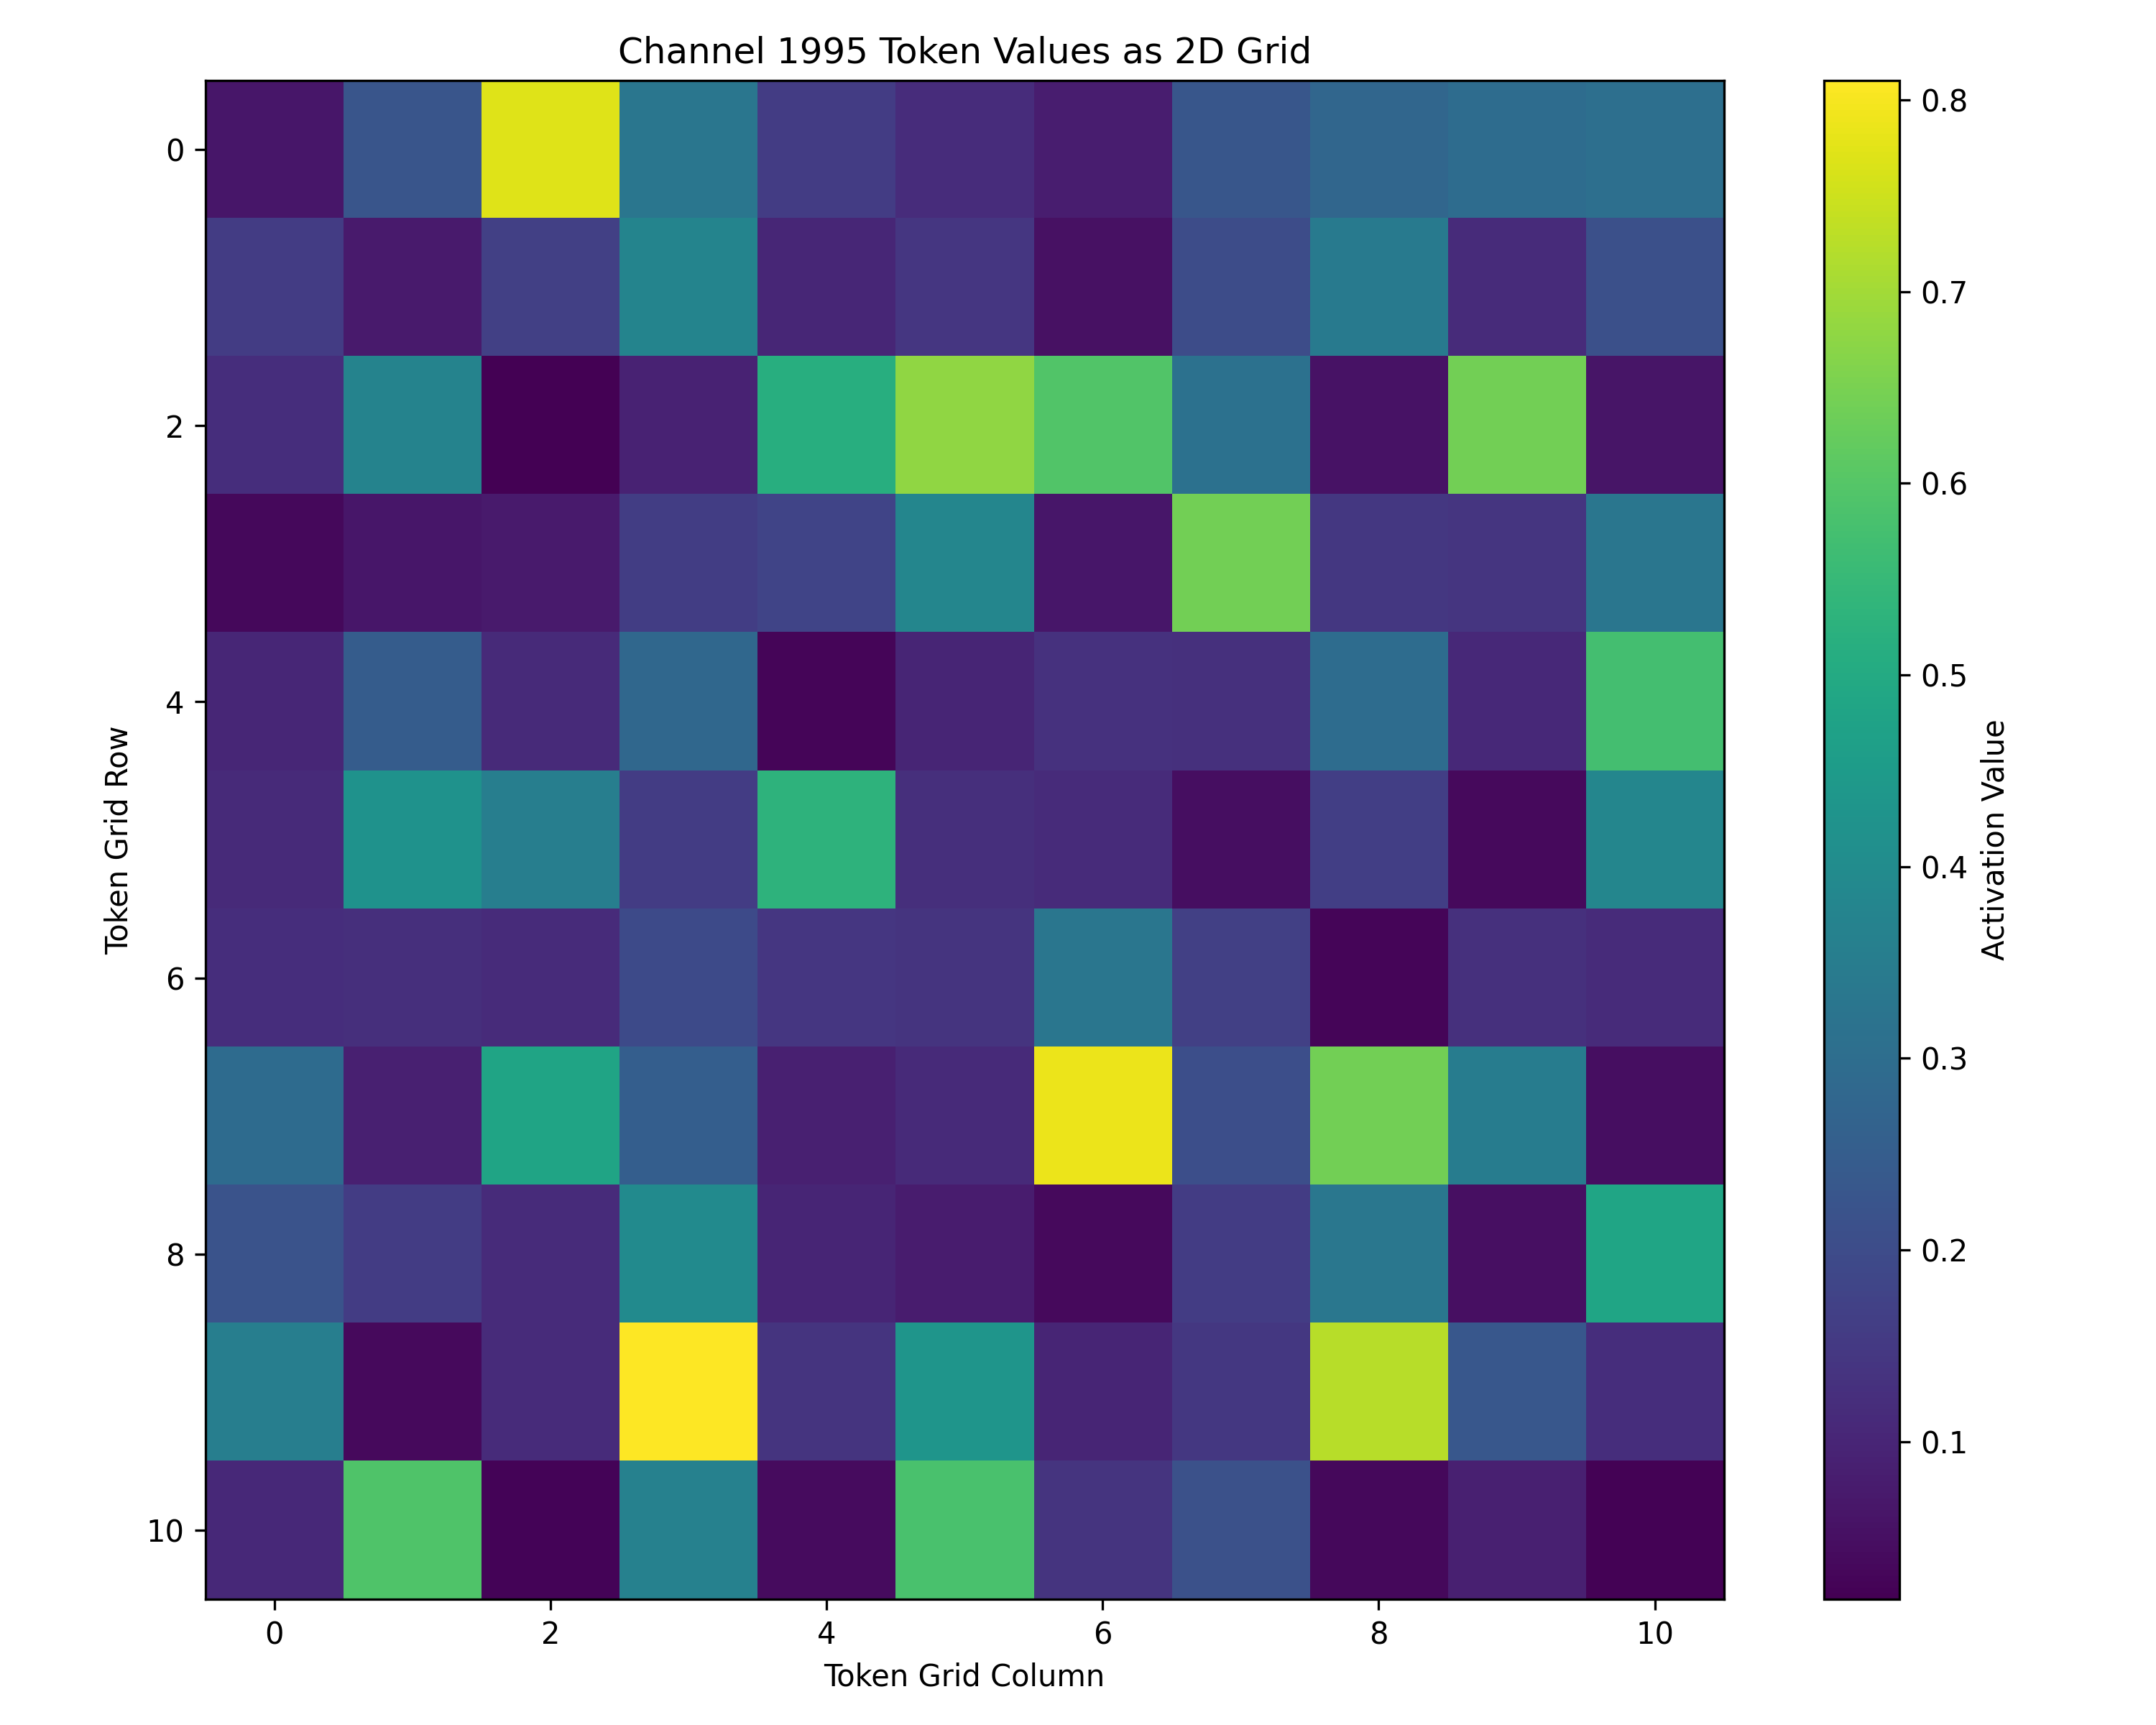 Channel 1995 Token Values as 2D Grid
0
2
4
6
8
10
Token Grid Row
0 2 4 6 8 10
Token Grid Column
0.8
0.7
0.6
0.5
0.4
0.3
0.2
0.1
Activation Value